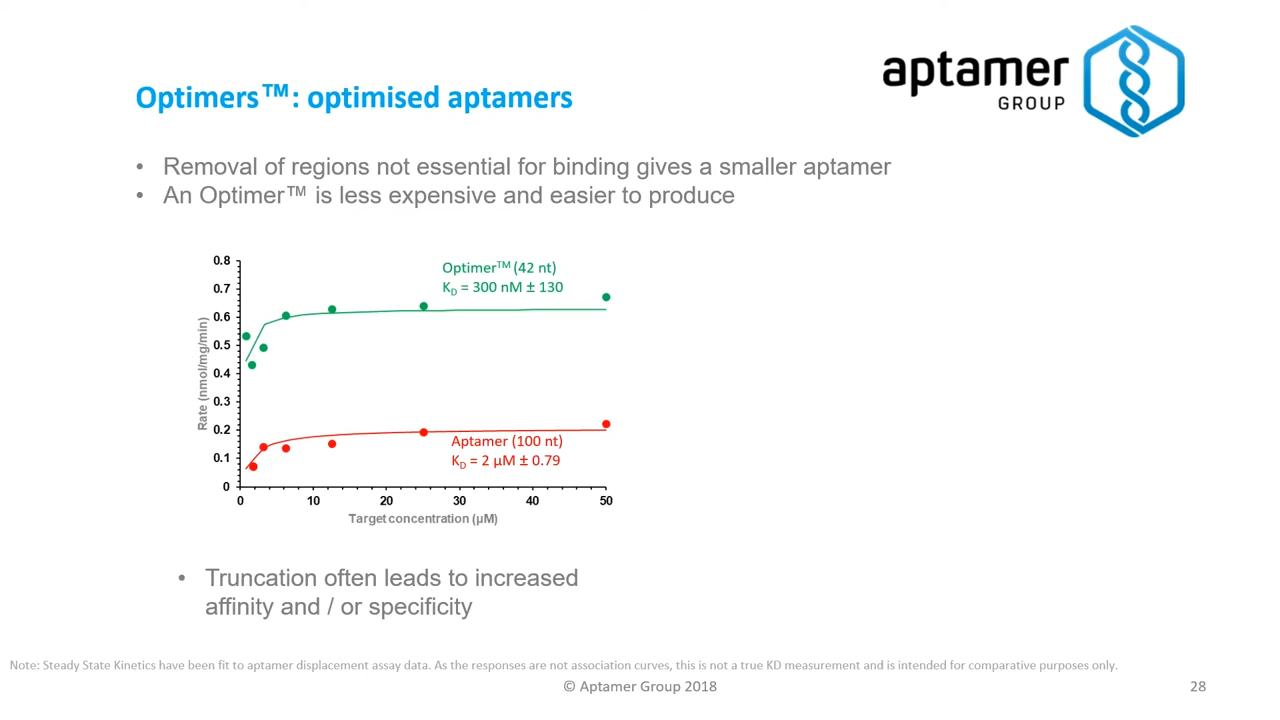 aptamer
GROUP
Optimers™: optimised aptamers
• Removal of regions not essential for binding gives a smaller aptamer
• An Optimer™ is less expensive and easier to produce
0.8
0.7
0.6
0.5
0.4
0.3
0.2
0.1
0
Rate (nmol/mg/min)
Optimer™ (42 nt)
KD = 300 nM ± 130
Aptamer (100 nt)
KD = 2 µM ± 0.79
0 10 20 30 40 50
Target concentration (µM)
• Truncation often leads to increased
affinity and / or specificity
Note: Steady State Kinetics have been fit to aptamer displacement assay data. As the responses are not association curves, this is not a true KD measurement and is intended for comparative purposes only.
© Aptamer Group 2018
28